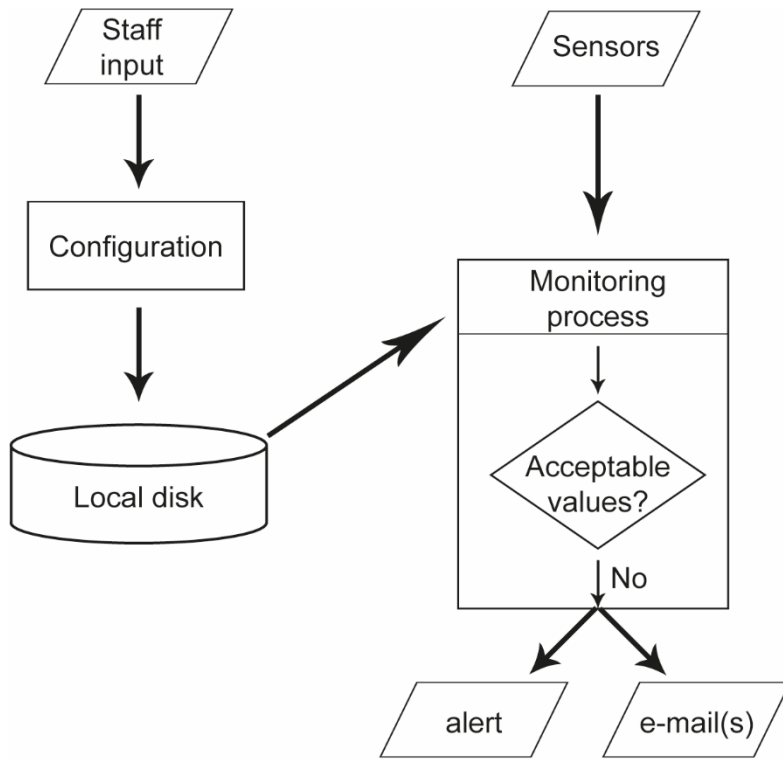 Staff
input
Sensors
Configuration
Monitoring
process
Local disk
Acceptable
values?
No
alert
e-mail(s)